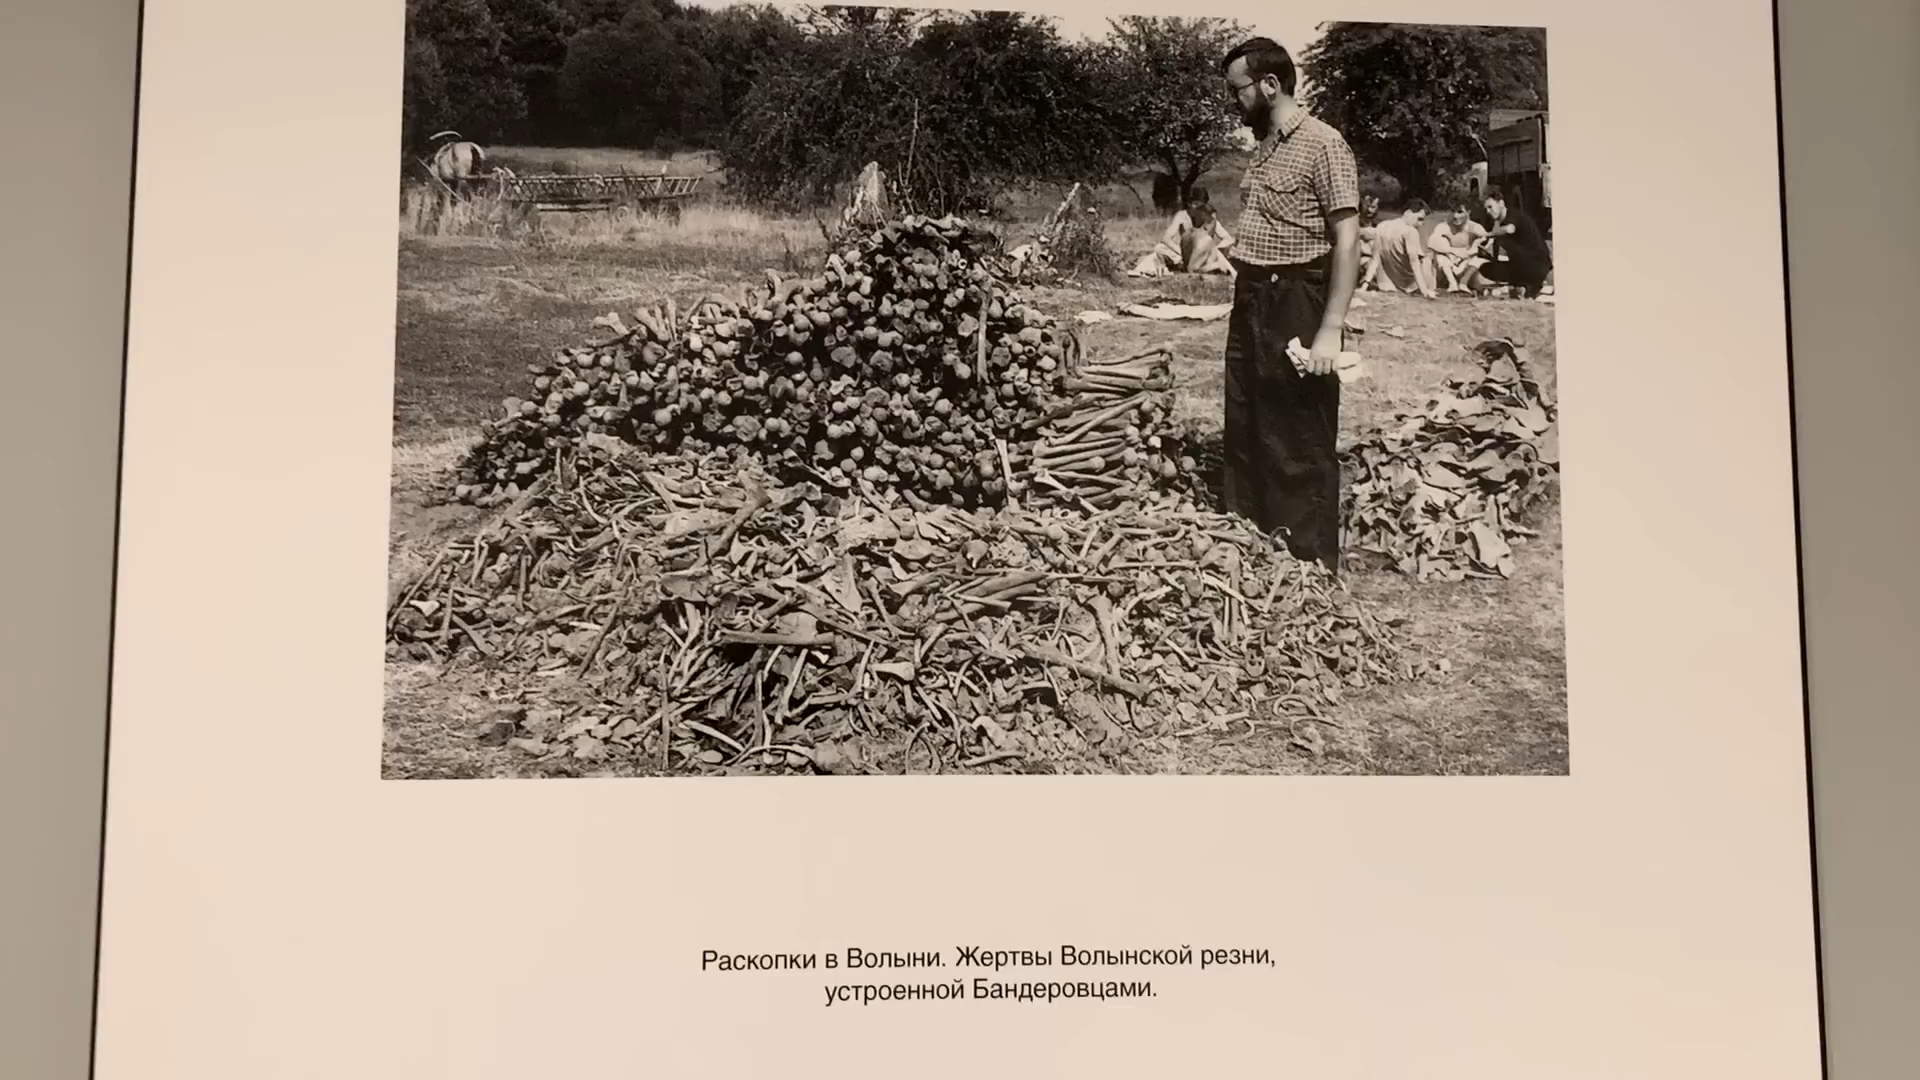 Раскопки в Волыни. Жертвы Волынской резни,
устроенной Бандеровцами.